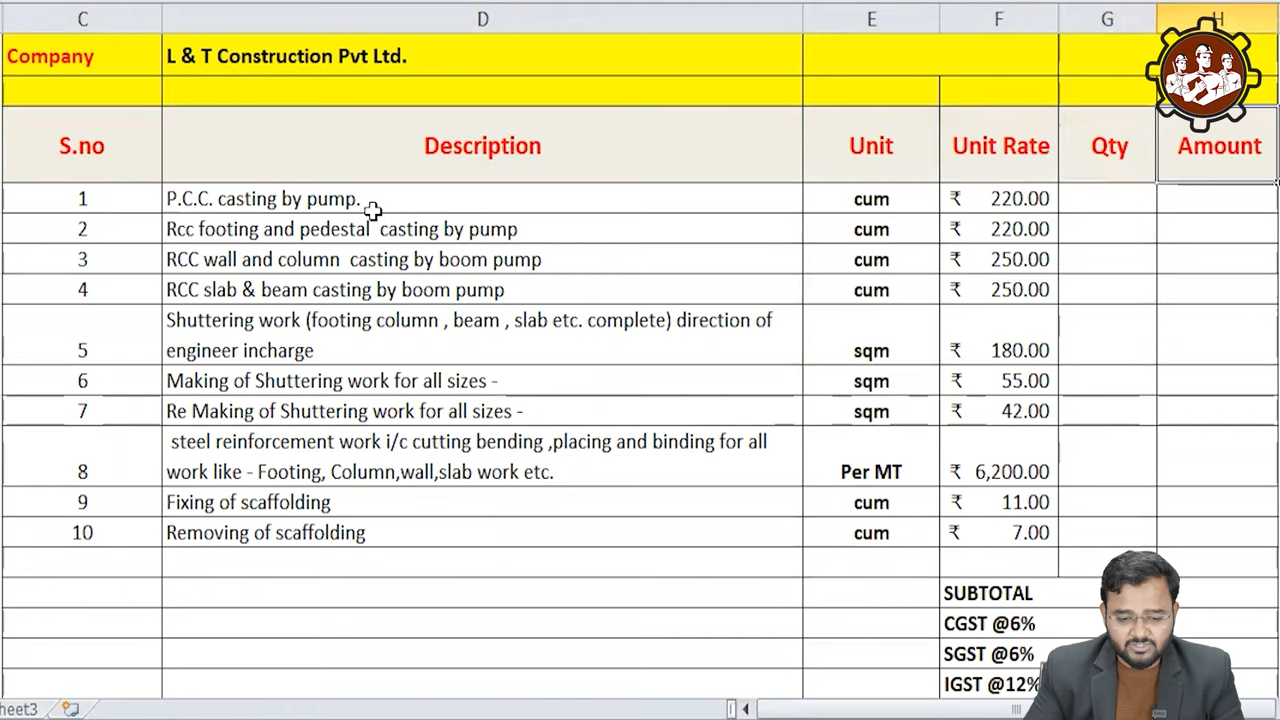 C D E F G H
Company L & T Construction Pvt Ltd.
S.no Description Unit Unit Rate Qty Amount
1 P.C.C. casting by pump. cum ₹ 220.00
2 Rcc footing and pedestal casting by pump cum ₹ 220.00
3 RCC wall and column casting by boom pump cum ₹ 250.00
4 RCC slab & beam casting by boom pump cum ₹ 250.00
Shuttering work (footing column , beam , slab etc. complete) direction of
5 engineer incharge sqm ₹ 180.00
6 Making of Shuttering work for all sizes - sqm ₹ 55.00
7 Re Making of Shuttering work for all sizes - sqm ₹ 42.00
steel reinforcement work i/c cutting bending ,placing and binding for all
8 work like - Footing, Column,wall,slab work etc. Per MT ₹ 6,200.00
9 Fixing of scaffolding cum ₹ 11.00
10 Removing of scaffolding cum ₹ 7.00
SUBTOTAL
CGST @6%
SGST @6%
IGST @12%
heet3